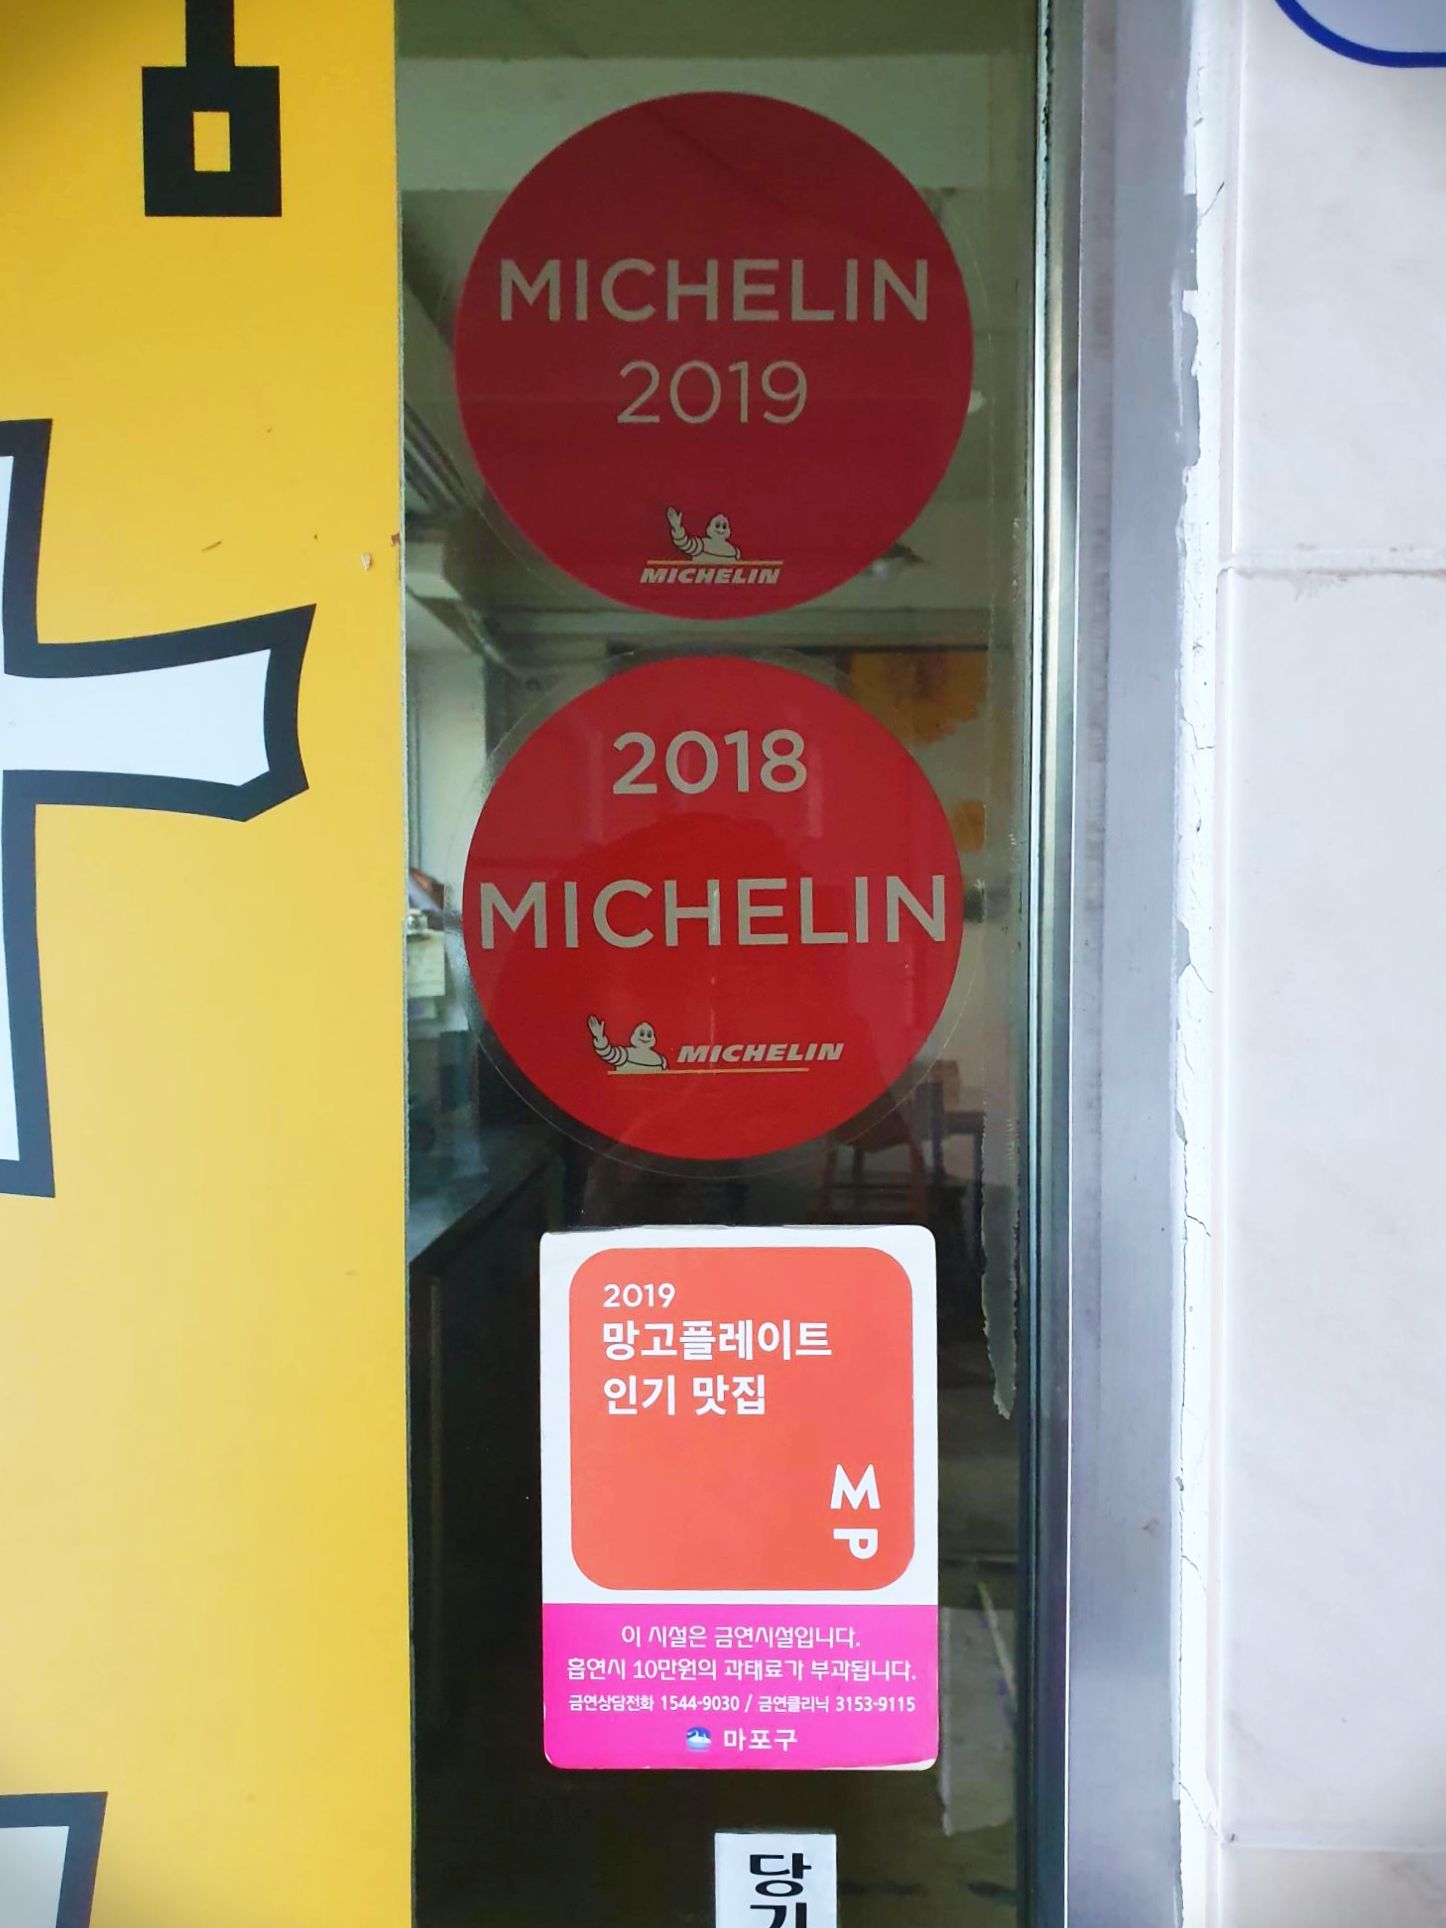 MICHELIN
2019
MICHELIN
2018
MICHELIN
MICHELIN
2019
망고플레이트
인기 맛집
MP
이 시설은 금연시설입니다.
흡연시 10만원의 과태료가 부과됩니다.
금연상담전화 1544-9030 / 금연클리닉 3153-9115
마포구
당